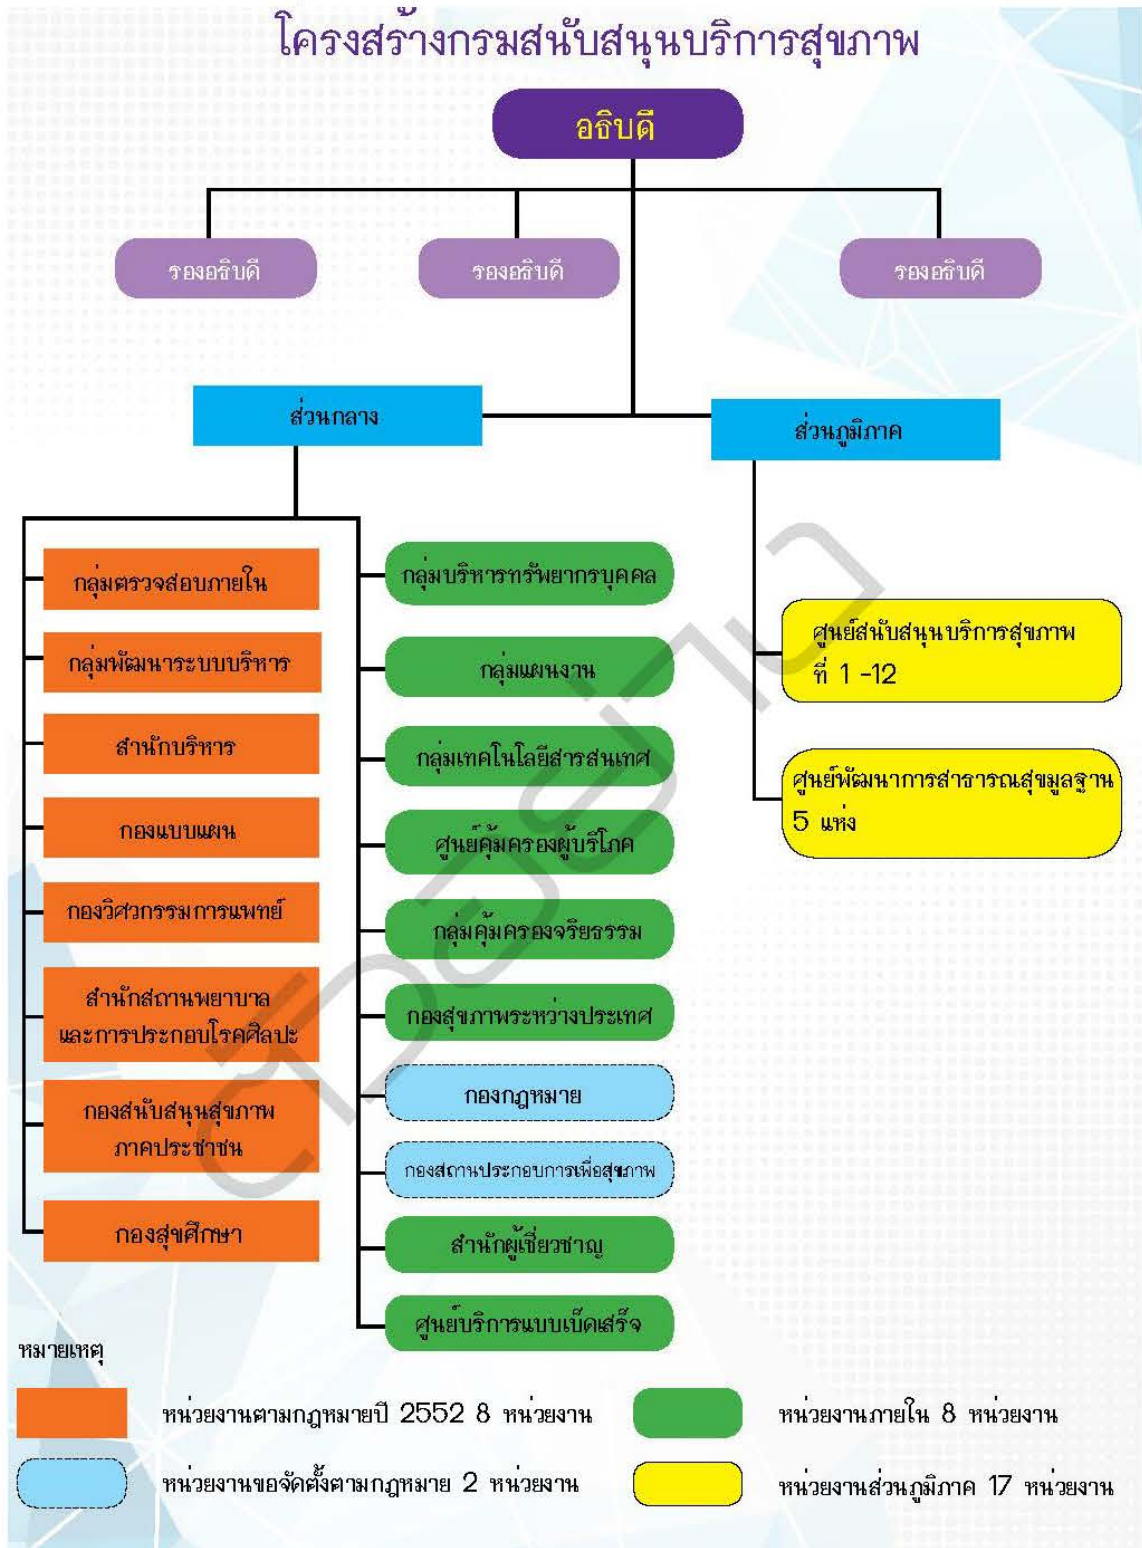 โครงสร้างกรมสนับสนุนบริการสุขภาพ
อธิบดี
รองอธิบดี
รองอธิบดี
รองอธิบดี
ส่วนกลาง
ส่วนภูมิภาค
กลุ่มตรวจสอบภายใน
กลุ่มพัฒนาระบบบริหาร
สำนักบริหาร
กองแบบแผน
กองวิศวกรรมการแพทย์
สำนักสถานพยาบาล
และการประกอบโรคศิลปะ
กองสนับสนุนสุขภาพ
ภาคประชาชน
กองสุขศึกษา
กลุ่มบริหารทรัพยากรบุคคล
กลุ่มแผนงาน
กลุ่มเทคโนโลยีสารสนเทศ
ศูนย์คุ้มครองผู้บริโภค
กลุ่มคุ้มครองจริยธรรม
กองสุขภาพระหว่างประเทศ
กองกฎหมาย
กองสถานประกอบการเพื่อสุขภาพ
สำนักผู้เชี่ยวชาญ
ศูนย์บริการแบบเบ็ดเสร็จ
ศูนย์สนับสนุนบริการสุขภาพ
ที่ 1 -12
ศูนย์พัฒนาการสาธารณสุขมูลฐาน
5 แห่ง
ตัวอย่าง
หมายเหตุ
หน่วยงานตามกฎหมายปี 2552 8 หน่วยงาน
หน่วยงานภายใน 8 หน่วยงาน
หน่วยงานขอจัดตั้งตามกฎหมาย 2 หน่วยงาน
หน่วยงานส่วนภูมิภาค 17 หน่วยงาน